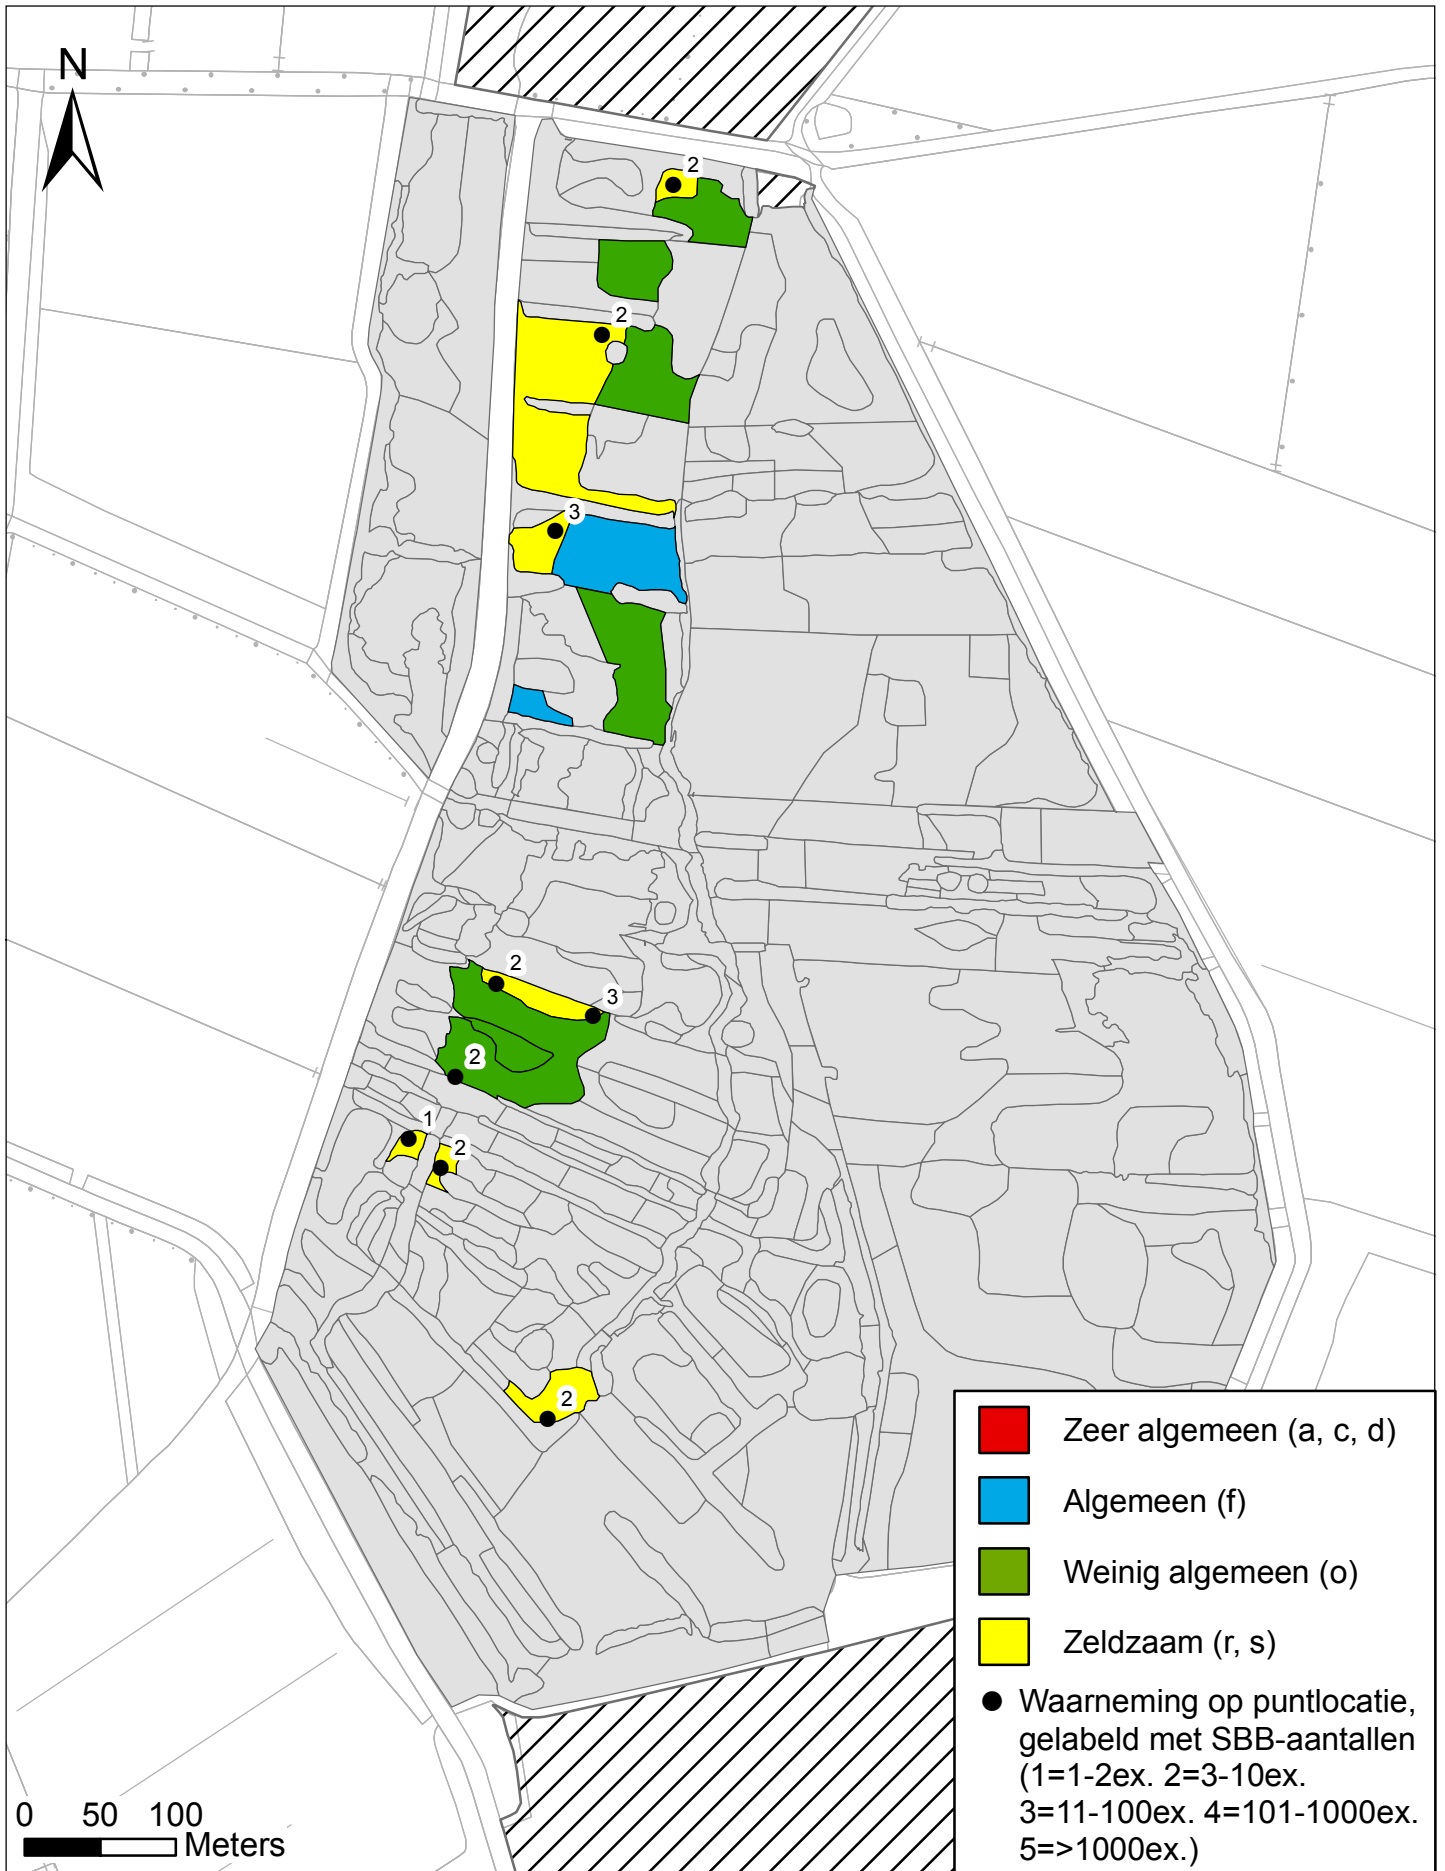 N
2
2
3
2
3
2
1
2
2
Zeer algemeen (a, c, d)
Algemeen (f)
Weinig algemeen (o)
Zeldzaam (r, s)
Waarneming op puntlocatie,
gelabeld met SBB-aantallen
(1=1-2ex. 2=3-10ex.
3=11-100ex. 4=101-1000ex.
5=>1000ex.)
0 50 100
Meters